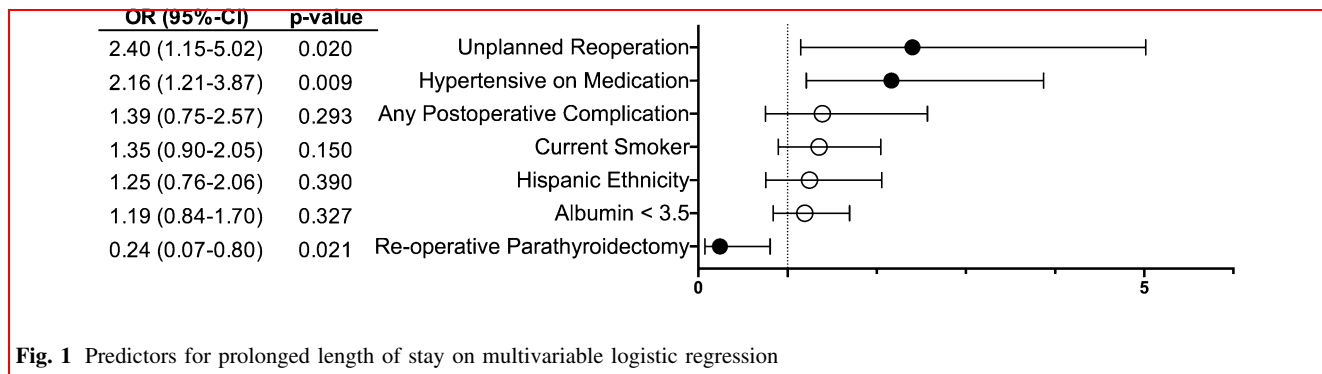 OR (95%-CI) p-value
2.40 (1.15-5.02) 0.020 Unplanned Reoperation
2.16 (1.21-3.87) 0.009 Hypertensive on Medication
1.39 (0.75-2.57) 0.293 Any Postoperative Complication
1.35 (0.90-2.05) 0.150 Current Smoker
1.25 (0.76-2.06) 0.390 Hispanic Ethnicity
1.19 (0.84-1.70) 0.327 Albumin < 3.5
0.24 (0.07-0.80) 0.021 Re-operative Parathyroidectomy
0 5
Fig. 1 Predictors for prolonged length of stay on multivariable logistic regression